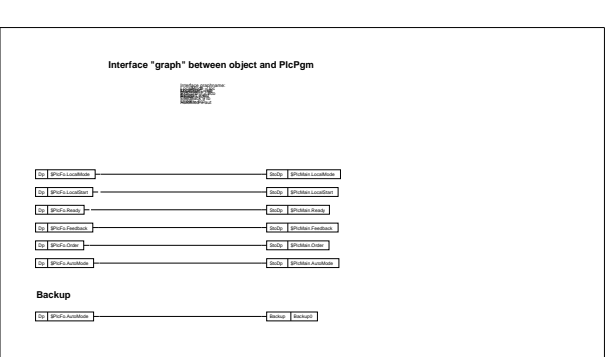 Interface "graph" between object and PlcPgm
Interface graphname:
Dp $PlcFo.LocalMode StoDp $PlcMain.LocalMode
Dp $PlcFo.LocalStart StoDp $PlcMain.LocalStart
Dp $PlcFo.Ready StoDp $PlcMain.Ready
Dp $PlcFo.Feedback StoDp $PlcMain.Feedback
Dp $PlcFo.Order StoDp $PlcMain.Order
Dp $PlcFo.AutoMode StoDp $PlcMain.AutoMode
Backup
Dp $PlcFo.AutoMode Backup Backup0